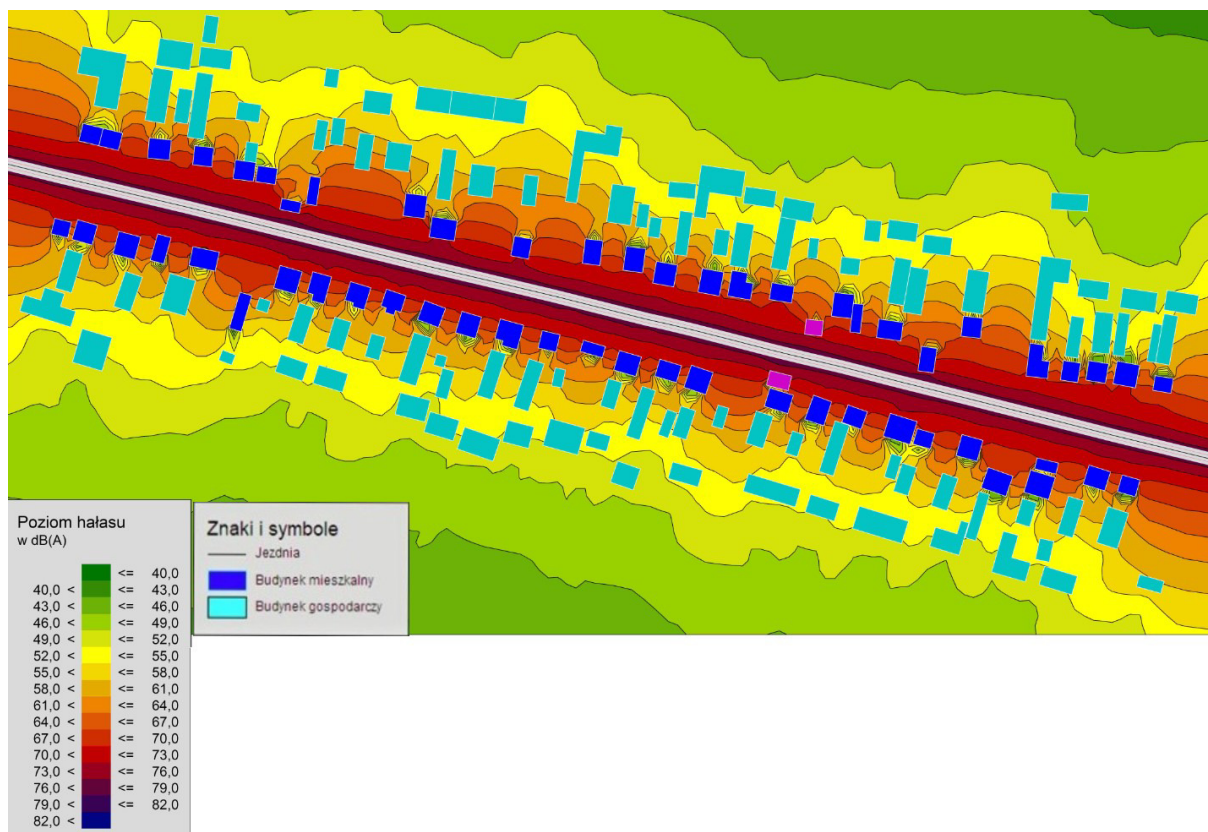 Poziom hałasu
w dB(A)
<= 40,0
40,0 < <= 43,0
43,0 < <= 46,0
46,0 < <= 49,0
49,0 < <= 52,0
52,0 < <= 55,0
55,0 < <= 58,0
58,0 < <= 61,0
61,0 < <= 64,0
64,0 < <= 67,0
67,0 < <= 70,0
70,0 < <= 73,0
73,0 < <= 76,0
76,0 < <= 79,0
79,0 < <= 82,0
82,0 <
Znaki i symbole
Jezdnia
Budynek mieszkalny
Budynek gospodarczy